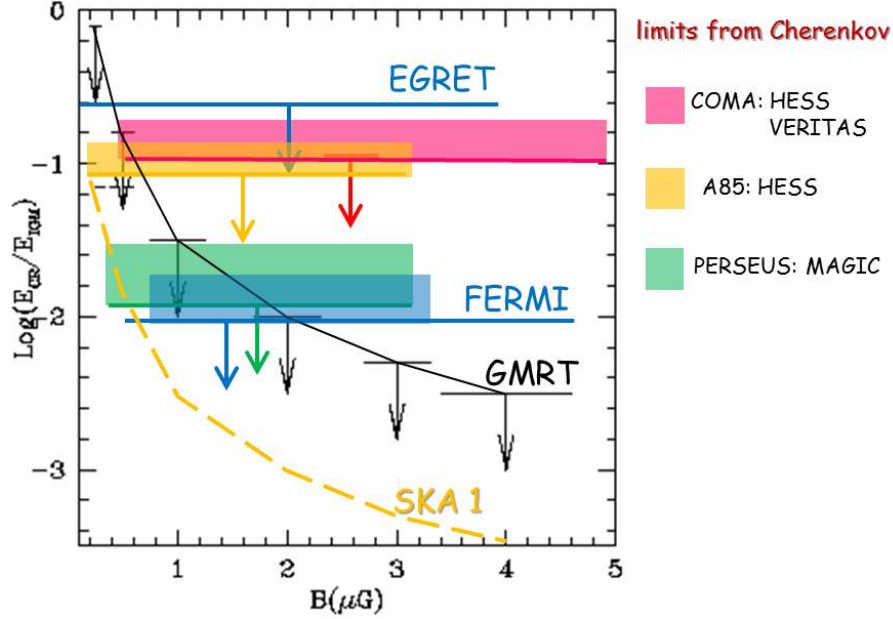 limits from Cherenkov
COMA: HESS
VERITAS
A85: HESS
PERSEUS: MAGIC
EGRET
FERMI
GMRT
SKA 1
Log(E_CR/E_IGM)
0
-1
-2
-3
1 2 3 4 5
B(μG)